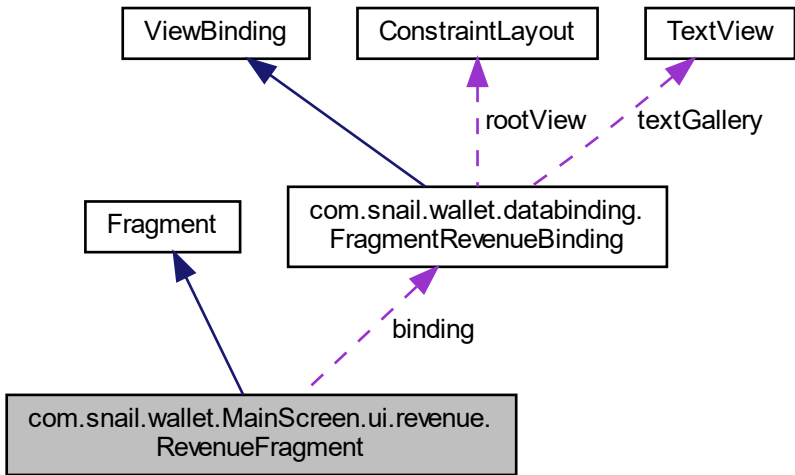 ViewBinding
ConstraintLayout
TextView
rootView
textGallery
Fragment
com.snail.wallet.databinding.
FragmentRevenueBinding
binding
com.snail.wallet.MainScreen.ui.revenue.
RevenueFragment